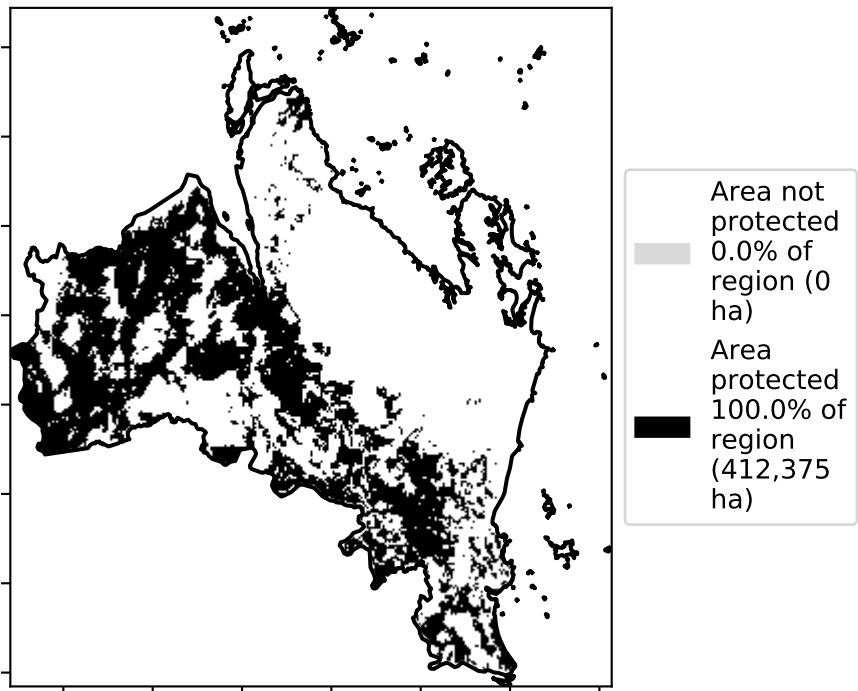 Area not
protected
0.0% of
region (0
ha)
Area
protected
100.0% of
region
(412,375
ha)